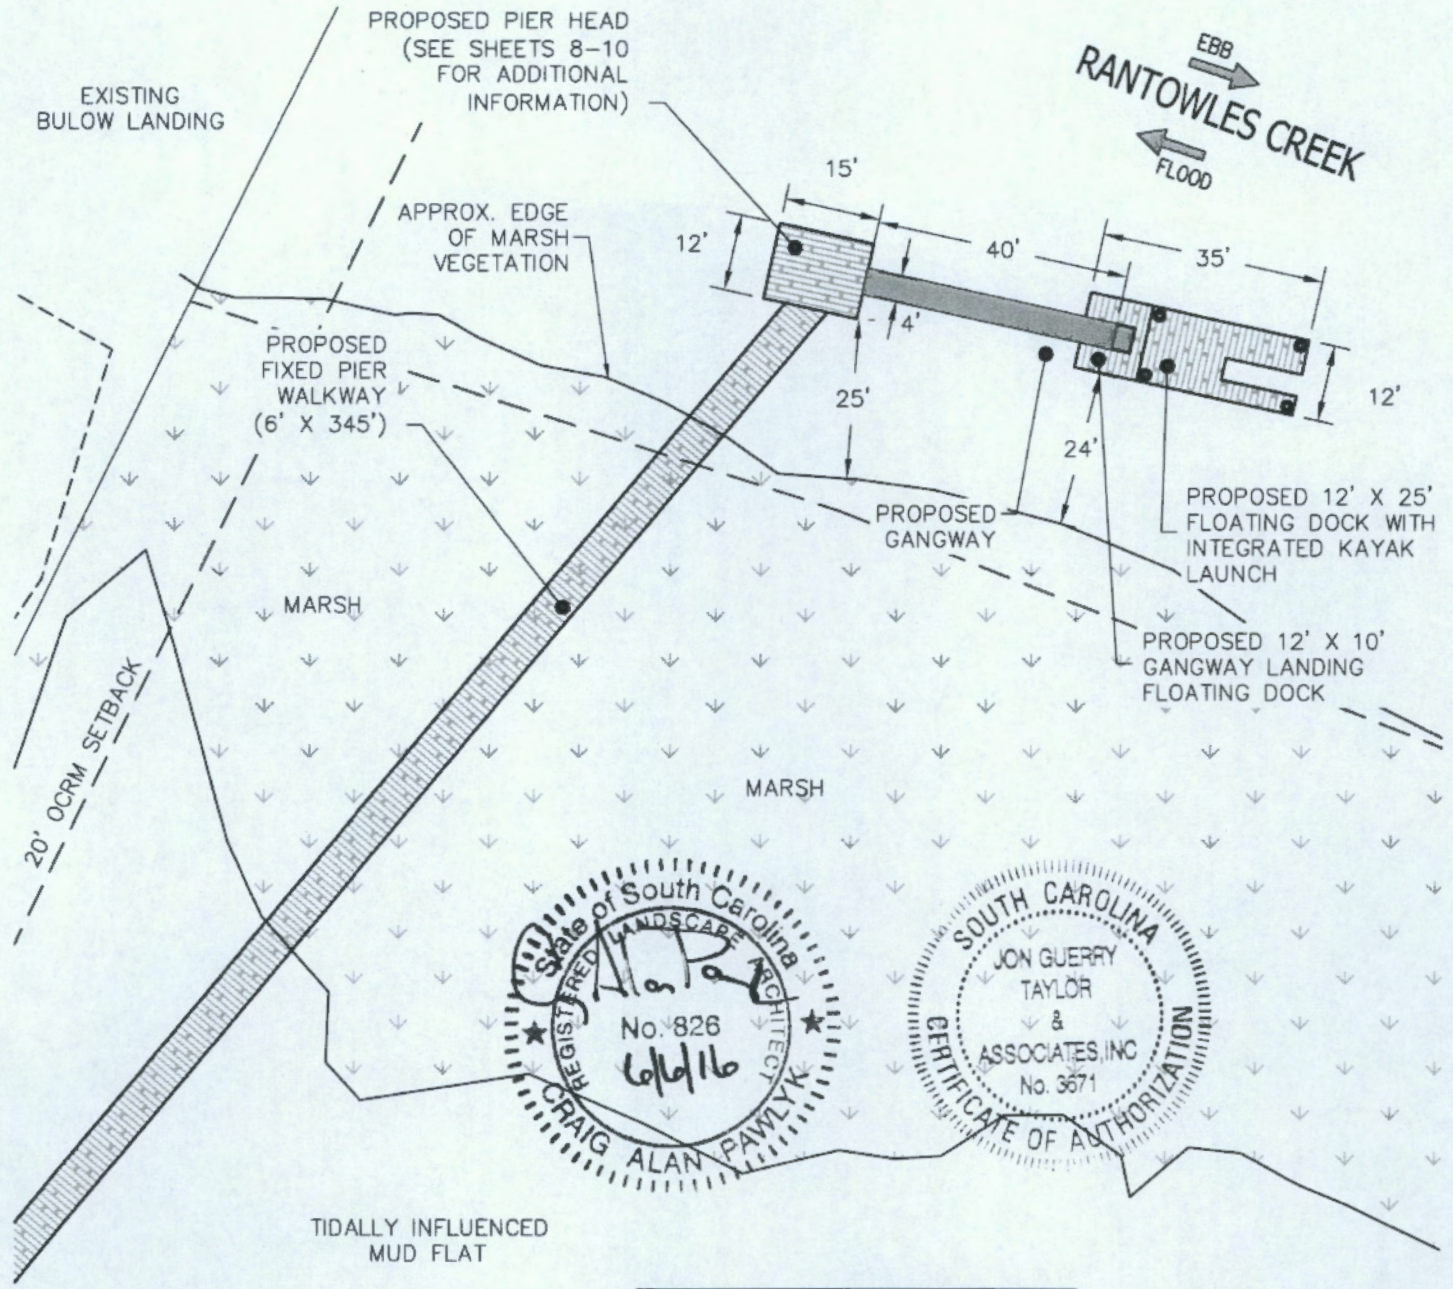 PROPOSED PIER HEAD
(SEE SHEETS 8-10
FOR ADDITIONAL
INFORMATION)
EBB
RANTOWLES CREEK
FLOOD
EXISTING
BULOW LANDING
15'
APPROX. EDGE
OF MARSH
VEGETATION
12'
40'
35'
4'
PROPOSED
FIXED PIER
WALKWAY
(6' X 345')
25'
12'
24'
PROPOSED
GANGWAY
PROPOSED 12' X 25'
FLOATING DOCK WITH
INTEGRATED KAYAK
LAUNCH
MARSH
PROPOSED 12' X 10'
GANGWAY LANDING
FLOATING DOCK
20' OCRM SETBACK
MARSH
State of South Carolina
REGISTERED LANDSCAPE ARCHITECT
No. 826
6/6/16
CRAIG ALAN PAWLYK
SOUTH CAROLINA
JON GUERRY
TAYLOR
&
ASSOCIATES,INC
No. 3671
CERTIFICATE OF AUTHORIZATION
TIDALLY INFLUENCED
MUD FLAT